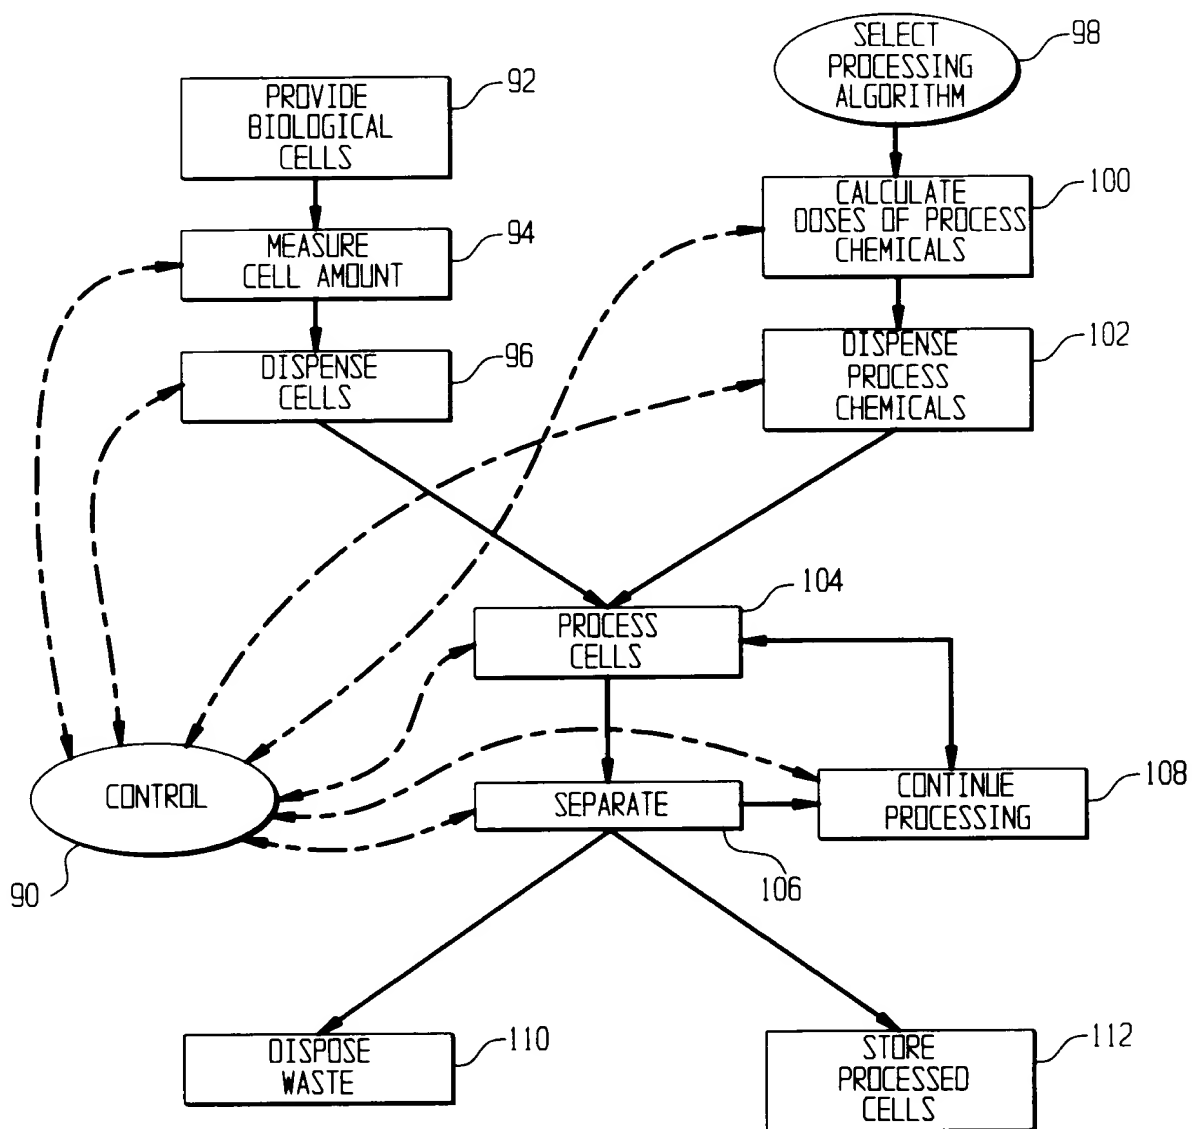 SELECT
PROCESSING
ALGORITHM
98
PROVIDE
BIOLOGICAL
CELLS
92
CALCULATE
DOSES OF PROCESS
CHEMICALS
100
MEASURE
CELL AMOUNT
94
DISPENSE
CELLS
96
DISPENSE
PROCESS
CHEMICALS
102
PROCESS
CELLS
104
CONTROL
90
SEPARATE
106
CONTINUE
PROCESSING
108
DISPOSE
WASTE
110
STORE
PROCESSED
CELLS
112